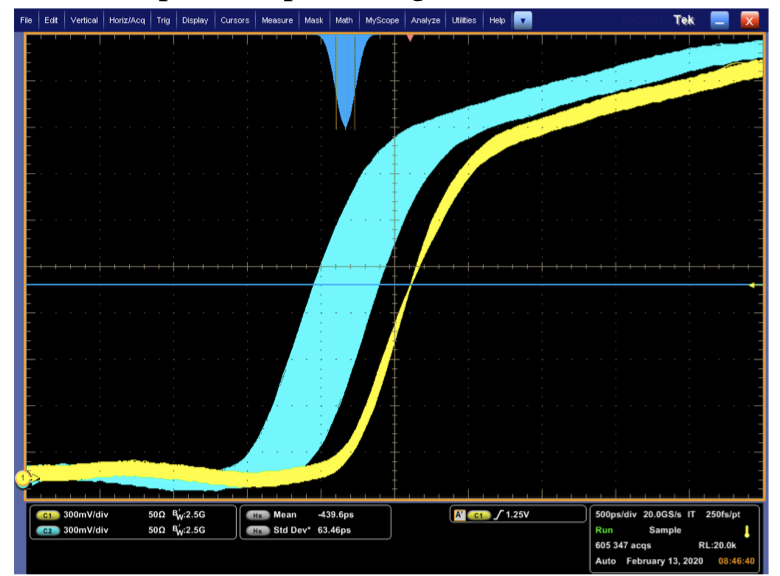 File Edit Vertical Horiz/Acq Trig Display Cursors Measure Mask Math MyScope Analyze Utilities Help Tek X
1
C1 300mV/div 50Ω BW:2.5G
C2 300mV/div 50Ω BW:2.5G
Hs Mean -439.6ps
Hs Std Dev* 63.46ps
A' C1 1.25V
500ps/div 20.0GS/s IT 250fs/pt
Run Sample
605 347 acqs RL:20.0k
Auto February 13, 2020 08:46:40